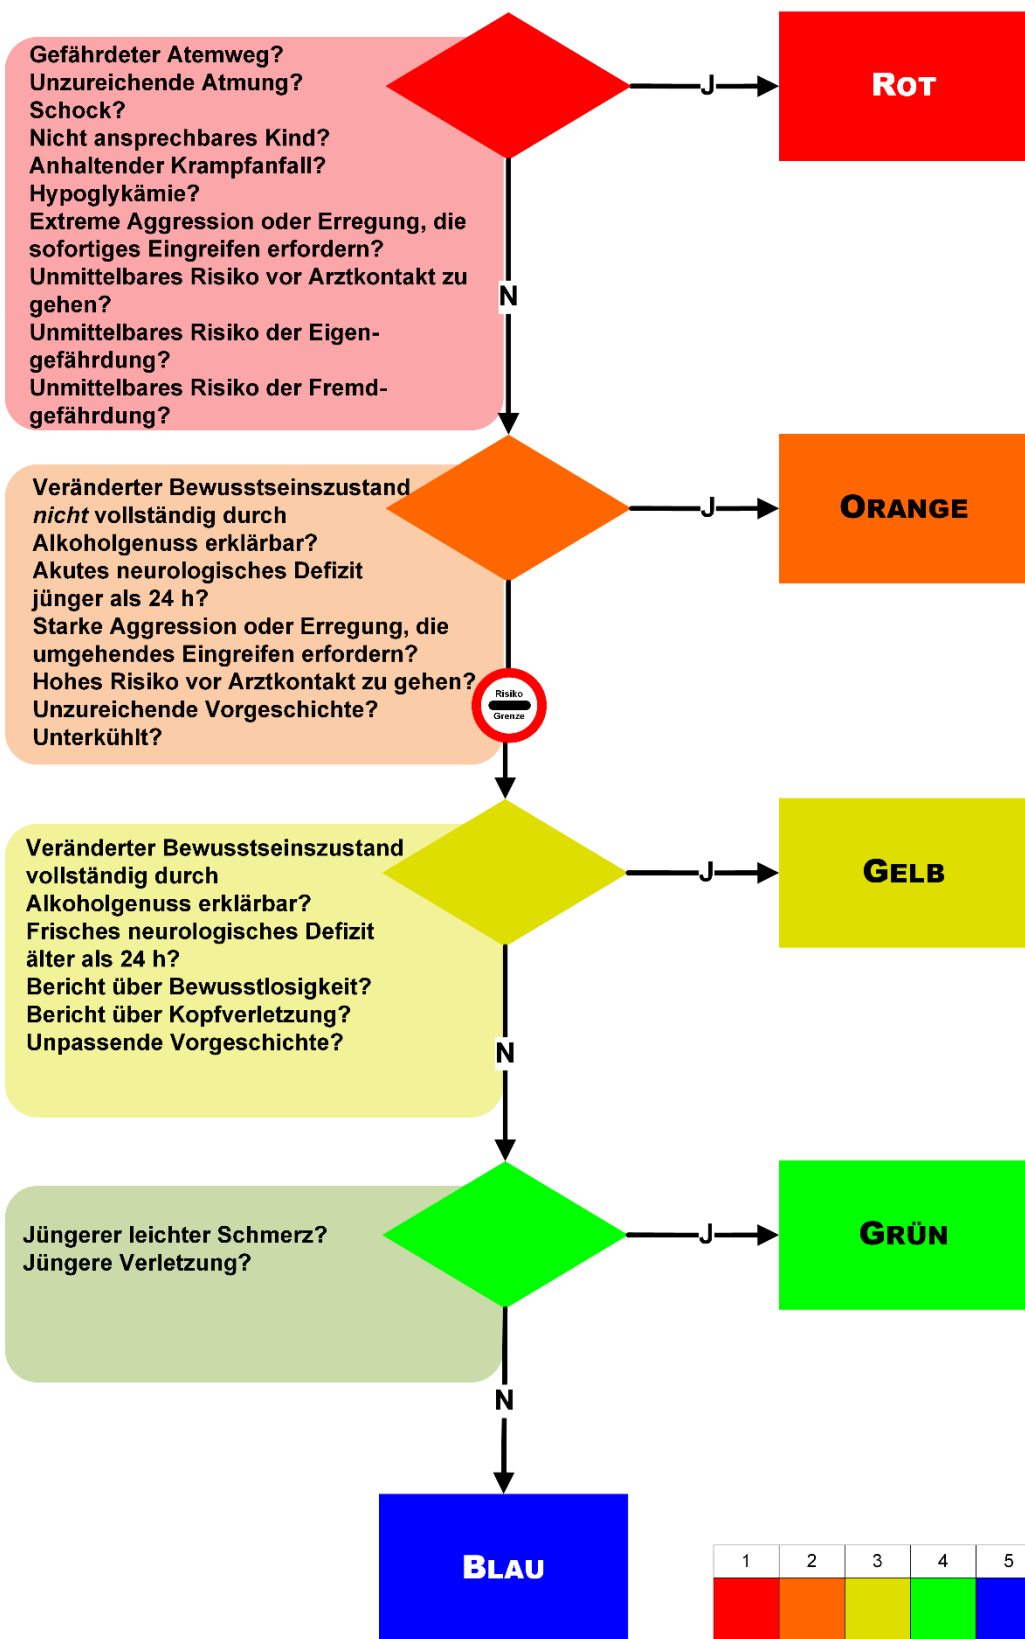 Gefährdeter Atemweg?
Unzureichende Atmung?
Schock?
Nicht ansprechbares Kind?
Anhaltender Krampfanfall?
Hypoglykämie?
Extreme Aggression oder Erregung, die
sofortiges Eingreifen erfordern?
Unmittelbares Risiko vor Arztkontakt zu
gehen?
Unmittelbares Risiko der Eigen-
gefährdung?
Unmittelbares Risiko der Fremd-
gefährdung?
J
ROT
N
Veränderter Bewusstseinszustand
nicht vollständig durch
Alkoholgenuss erklärbar?
Akutes neurologisches Defizit
jünger als 24 h?
Starke Aggression oder Erregung, die
umgehendes Eingreifen erfordern?
Hohes Risiko vor Arztkontakt zu gehen?
Unzureichende Vorgeschichte?
Unterkühlt?
J
ORANGE
Risiko
Grenze
Veränderter Bewusstseinszustand
vollständig durch
Alkoholgenuss erklärbar?
Frisches neurologisches Defizit
älter als 24 h?
Bericht über Bewusstlosigkeit?
Bericht über Kopfverletzung?
Unpassende Vorgeschichte?
J
GELB
N
Jüngerer leichter Schmerz?
Jüngere Verletzung?
J
GRÜN
N
BLAU
1 2 3 4 5